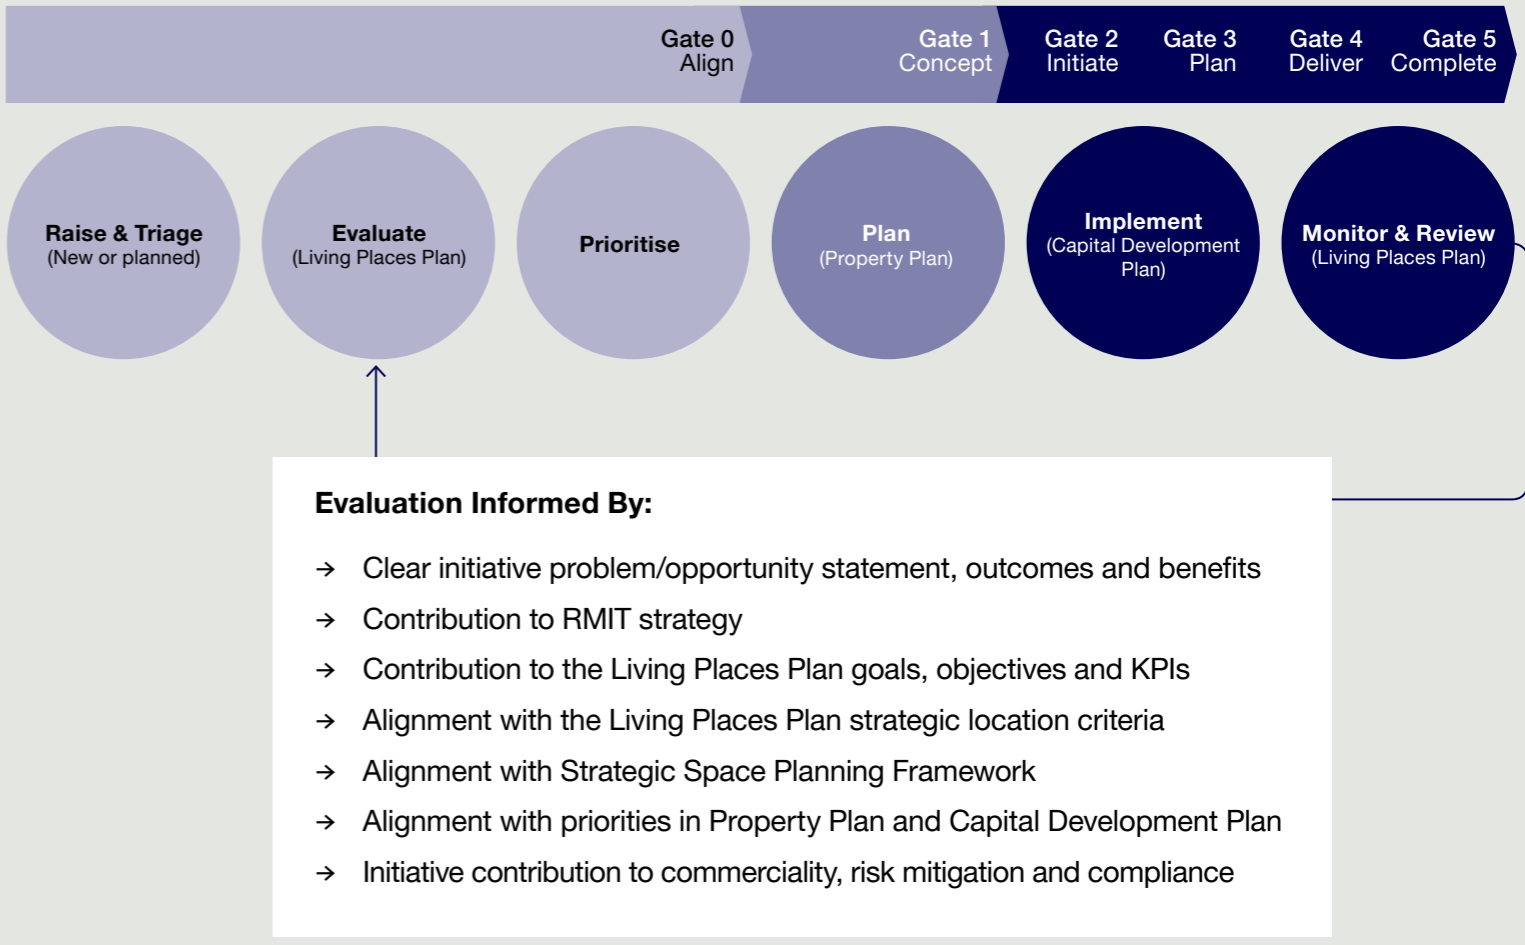 Gate 0
Align
Gate 1
Concept
Gate 2
Initiate
Gate 3
Plan
Gate 4
Deliver
Gate 5
Complete
Raise & Triage
(New or planned)
Evaluate
(Living Places Plan)
Prioritise
Plan
(Property Plan)
Implement
(Capital Development
Plan)
Monitor & Review
(Living Places Plan)
Evaluation Informed By:
→ Clear initiative problem/opportunity statement, outcomes and benefits
→ Contribution to RMIT strategy
→ Contribution to the Living Places Plan goals, objectives and KPIs
→ Alignment with the Living Places Plan strategic location criteria
→ Alignment with Strategic Space Planning Framework
→ Alignment with priorities in Property Plan and Capital Development Plan
→ Initiative contribution to commerciality, risk mitigation and compliance